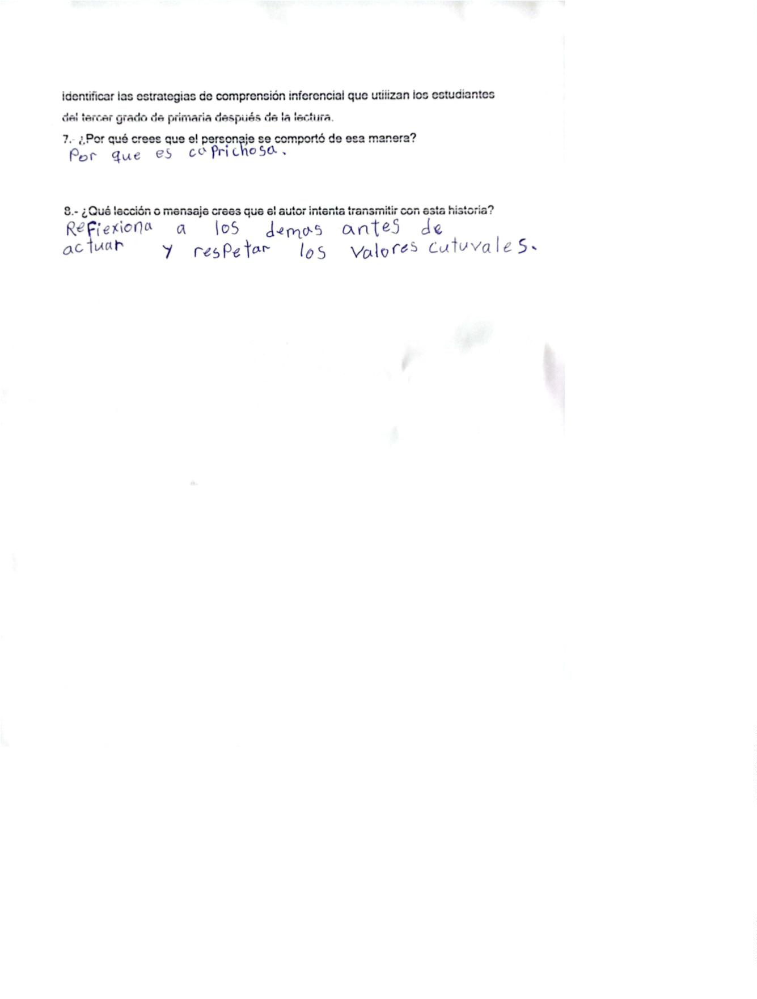 identificar las estrategias de comprensión inferencial que utilizan los estudiantes
del tercer grado de primaria después de la lectura.
7.- ¿Por qué crees que el personaje se comportó de esa manera?
Por que es caprichosa.
8.- ¿Qué lección o mensaje crees que el autor intenta transmitir con esta historia?
Reflexiona a los demas antes de
actuar y respetar los valores cuturales.